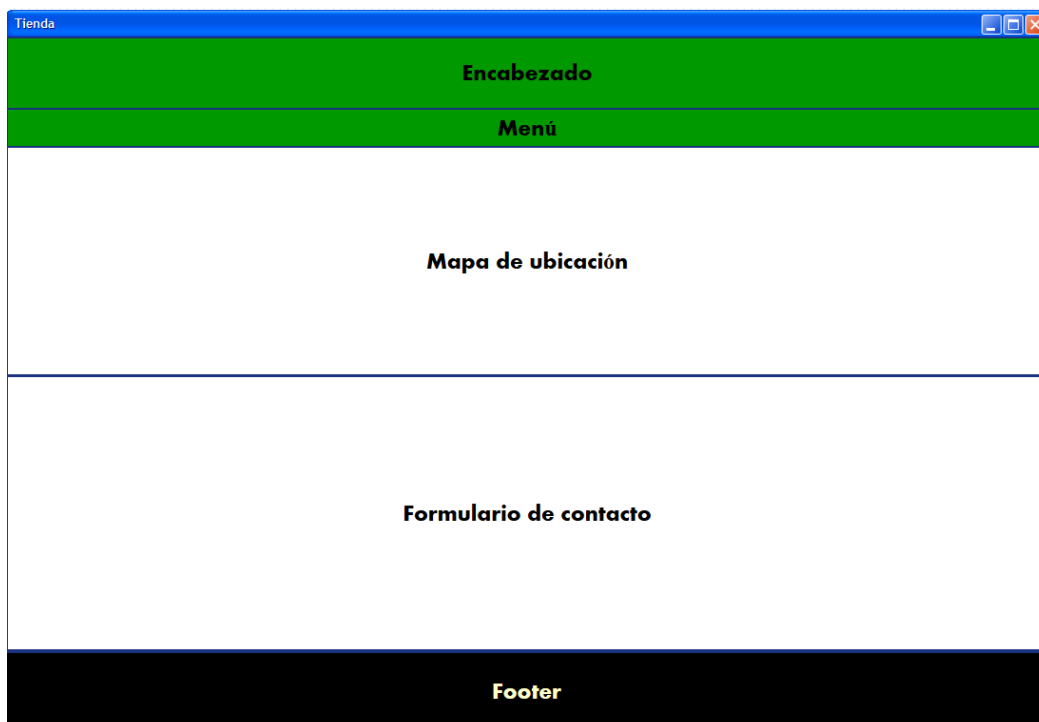 Tienda
Encabezado
Menú
Mapa de ubicación
Formulario de contacto
Footer